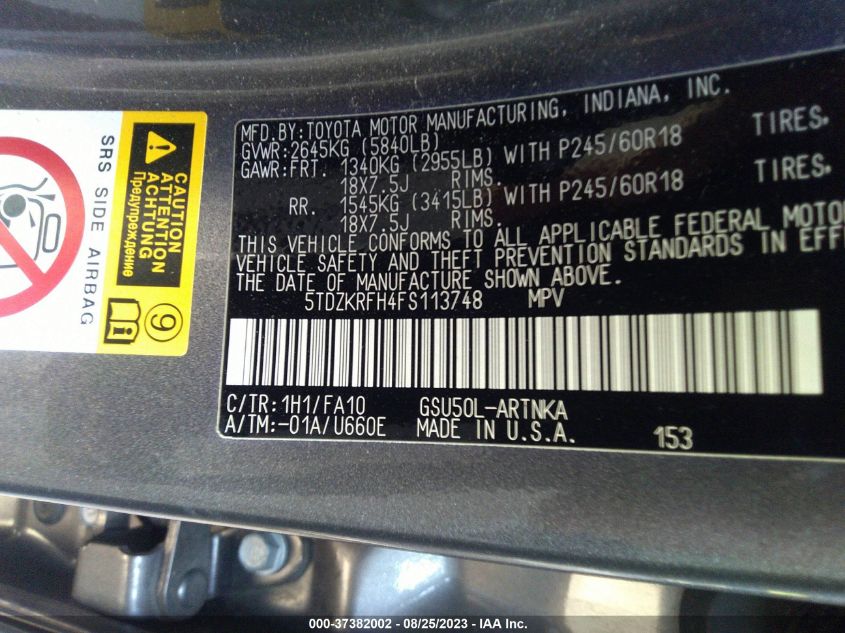 SRS SIDE AIRBAG
CAUTION
ATTENTION
ACHTUNG
Предупреждение
9
MFD.BY:TOYOTA MOTOR MANUFACTURING, INDIANA, INC.
GVWR:2645KG (5840LB)
GAWR:FRT. 1340KG (2955LB) WITH P245/60R18 TIRES.
18X7.5J RIMS.
RR. 1545KG (3415LB) WITH P245/60R18 TIRES.
18X7.5J RIMS.
THIS VEHICLE CONFORMS TO ALL APPLICABLE FEDERAL MOTO
VEHICLE SAFETY AND THEFT PREVENTION STANDARDS IN EFF
THE DATE OF MANUFACTURE SHOWN ABOVE.
5TDZKRFH4FS113748 MPV
C/TR:1H1/FA10 GSU50L-ARTNKA
A/TM:-01A/U660E MADE IN U.S.A. 153
000-37382002 - 08/25/2023 - IAA Inc.